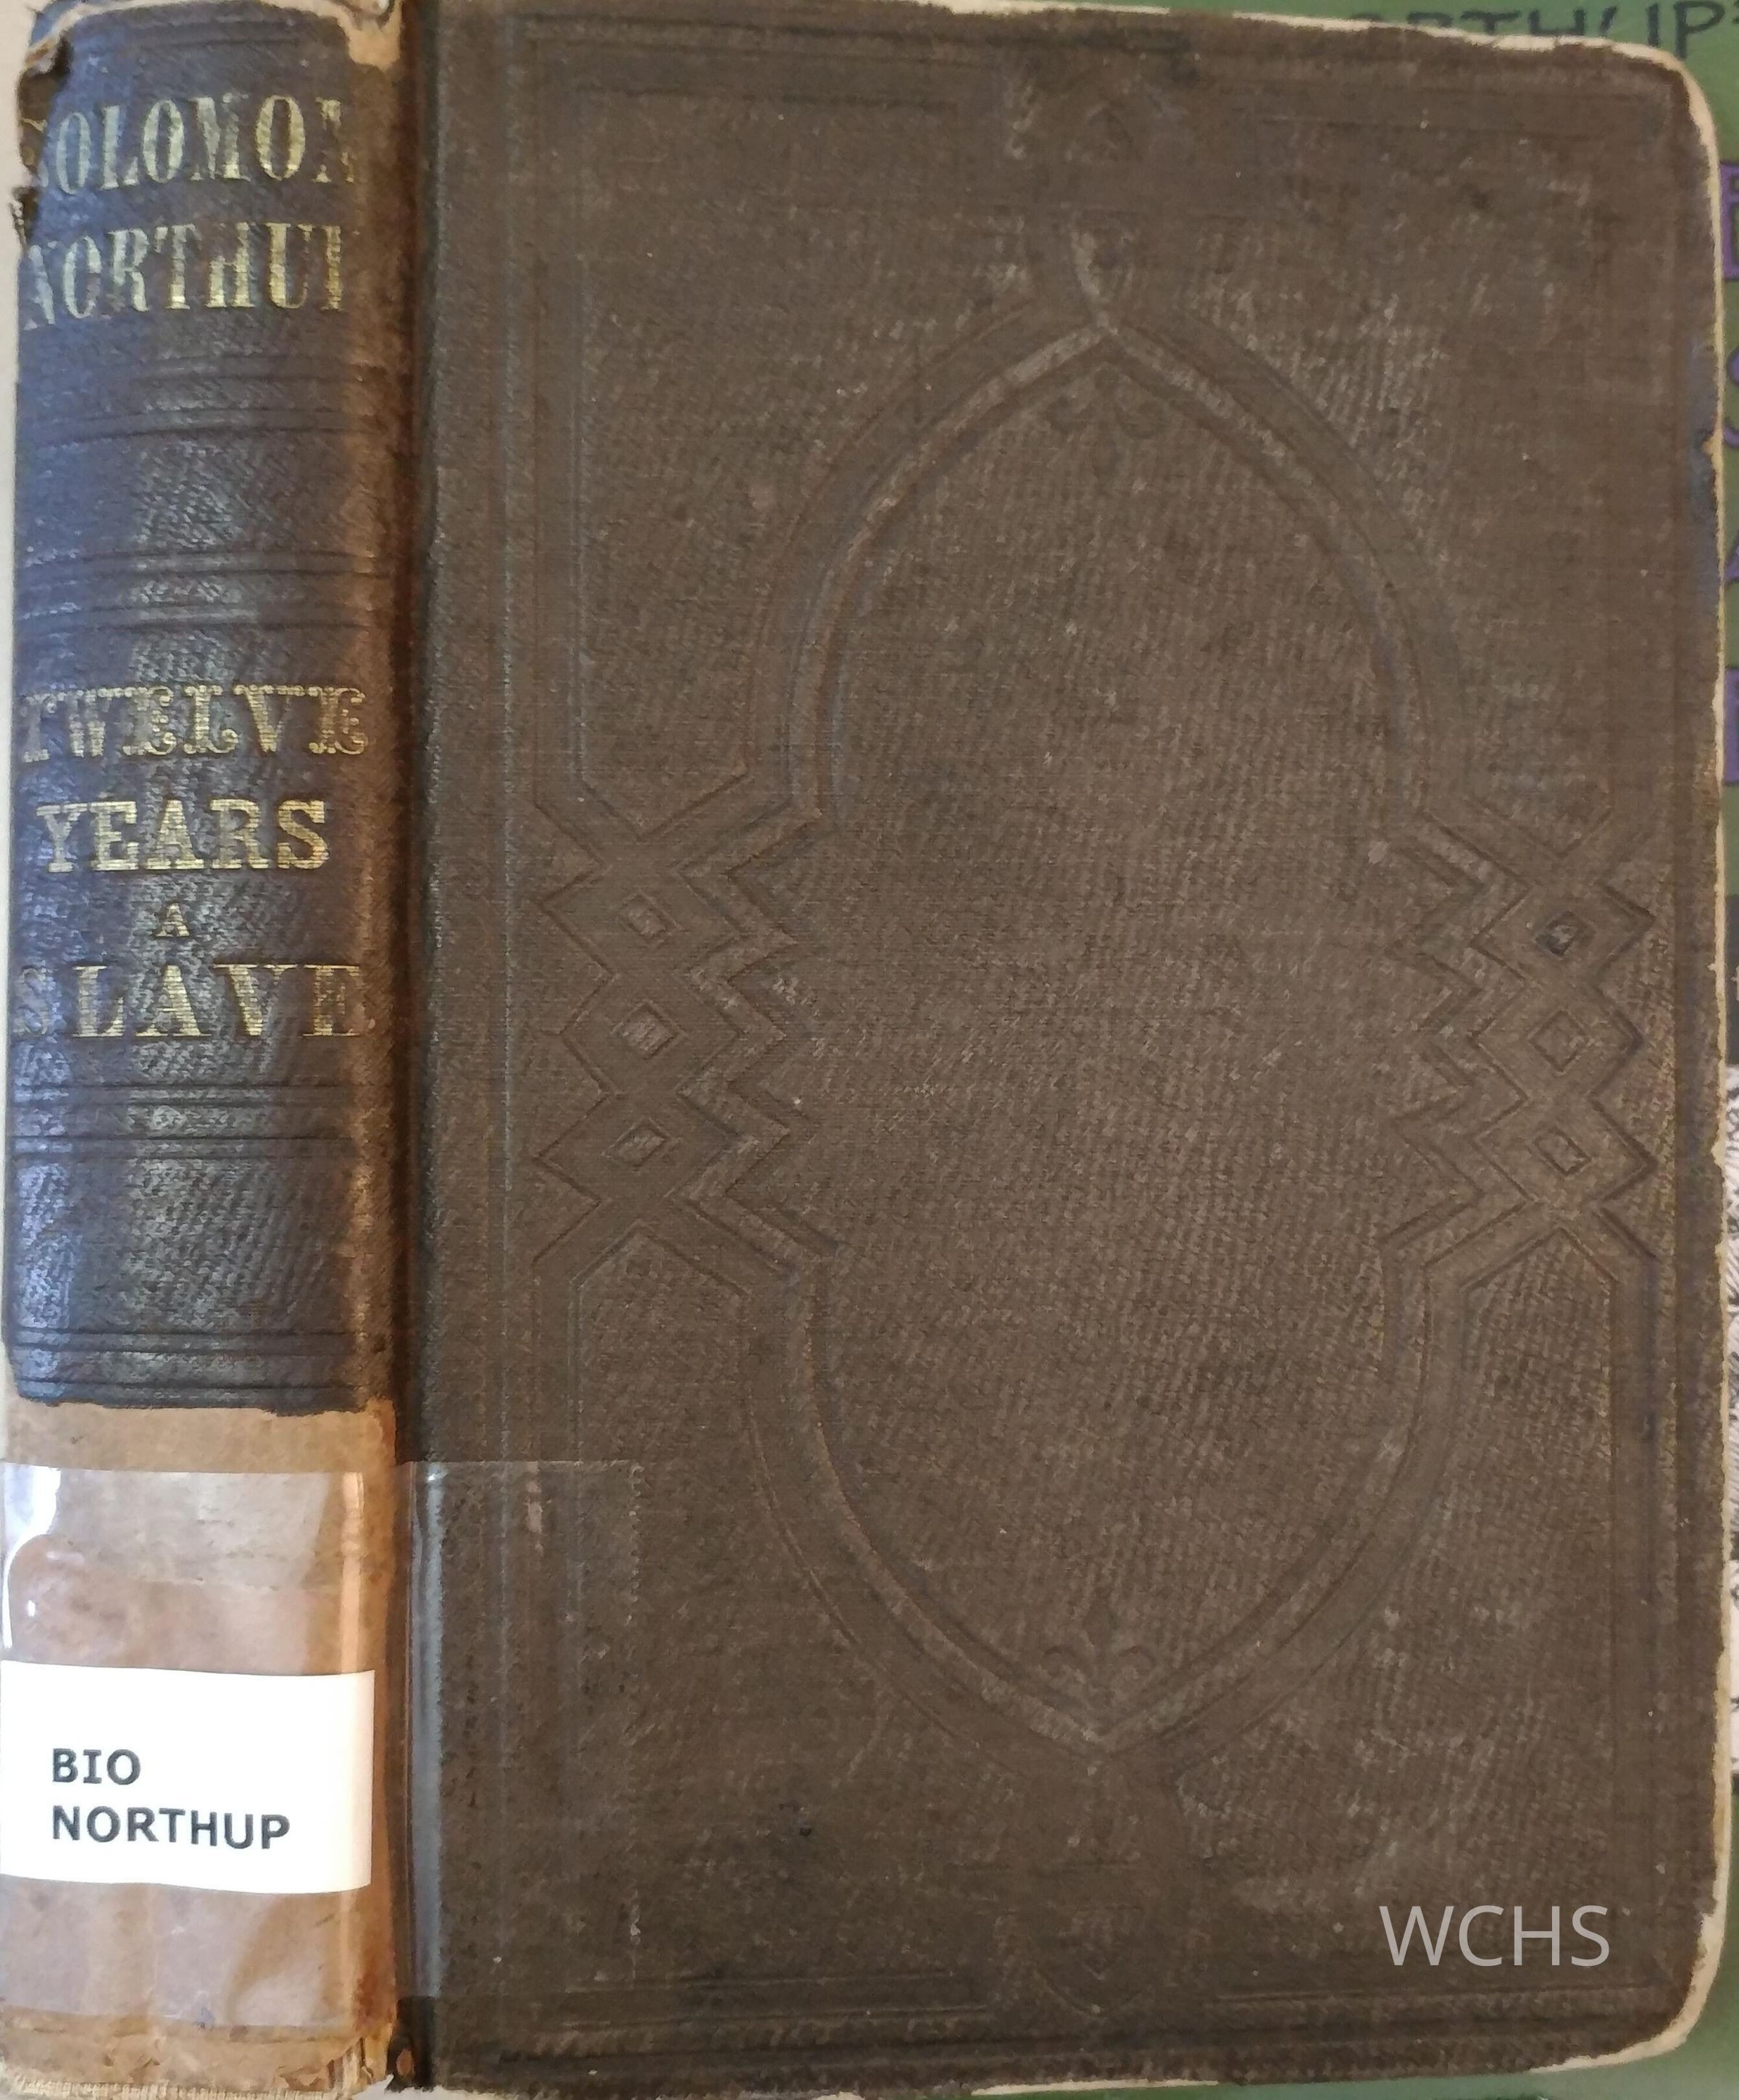 SOLOMON
NORTHUP
TWELVE
YEARS
A
SLAVE
BIO
NORTHUP
WCHS